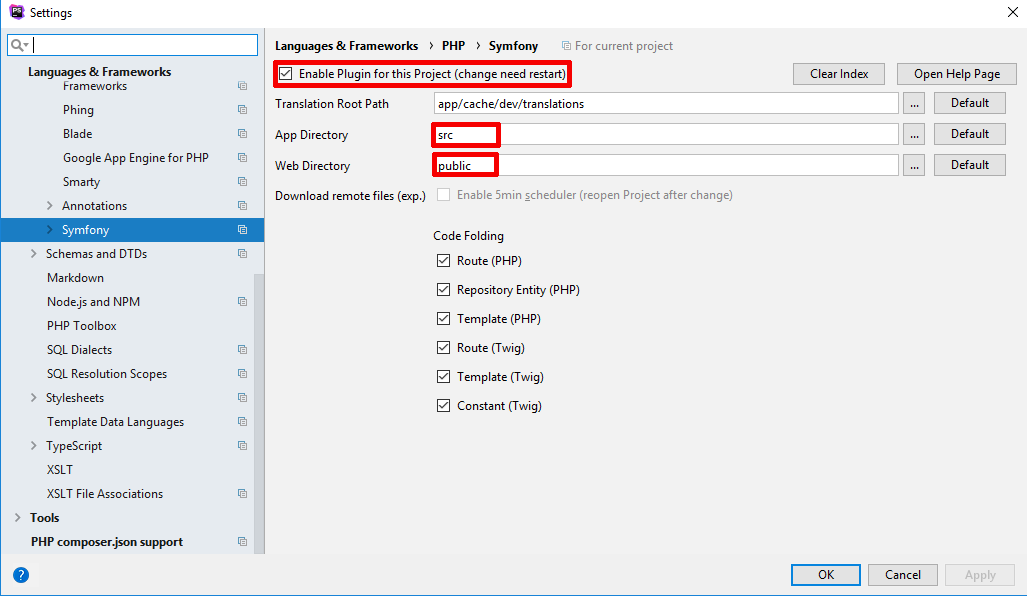 PS Settings
Languages & Frameworks
Frameworks
Phing
Blade
Google App Engine for PHP
Smarty
Annotations
Symfony
Schemas and DTDs
Markdown
Node.js and NPM
PHP Toolbox
SQL Dialects
SQL Resolution Scopes
Stylesheets
Template Data Languages
TypeScript
XSLT
XSLT File Associations
Tools
PHP composer.json support
Languages & Frameworks › PHP › Symfony For current project
Enable Plugin for this Project (change need restart) Clear Index Open Help Page
Translation Root Path app/cache/dev/translations ... Default
App Directory src ... Default
Web Directory public ... Default
Download remote files (exp.) Enable 5min scheduler (reopen Project after change)
Code Folding
Route (PHP)
Repository Entity (PHP)
Template (PHP)
Route (Twig)
Template (Twig)
Constant (Twig)
? OK Cancel Apply